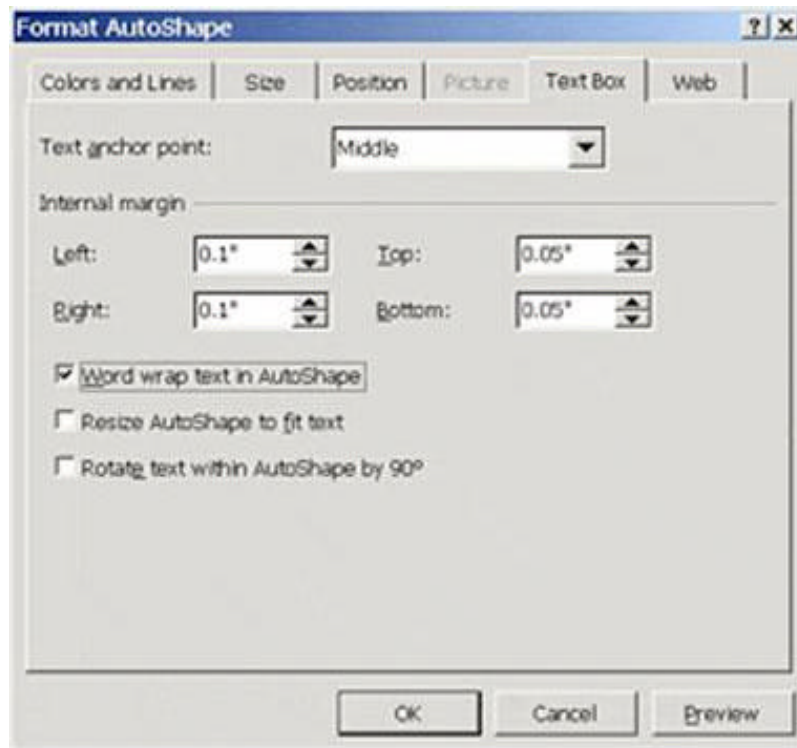 Format AutoShape
Colors and Lines Size Position Picture Text Box Web
Text anchor point: Middle
Internal margin
Left: 0.1" Top: 0.05"
Right: 0.1" Bottom: 0.05"
Word wrap text in AutoShape
Resize AutoShape to fit text
Rotate text within AutoShape by 90º
OK Cancel Preview